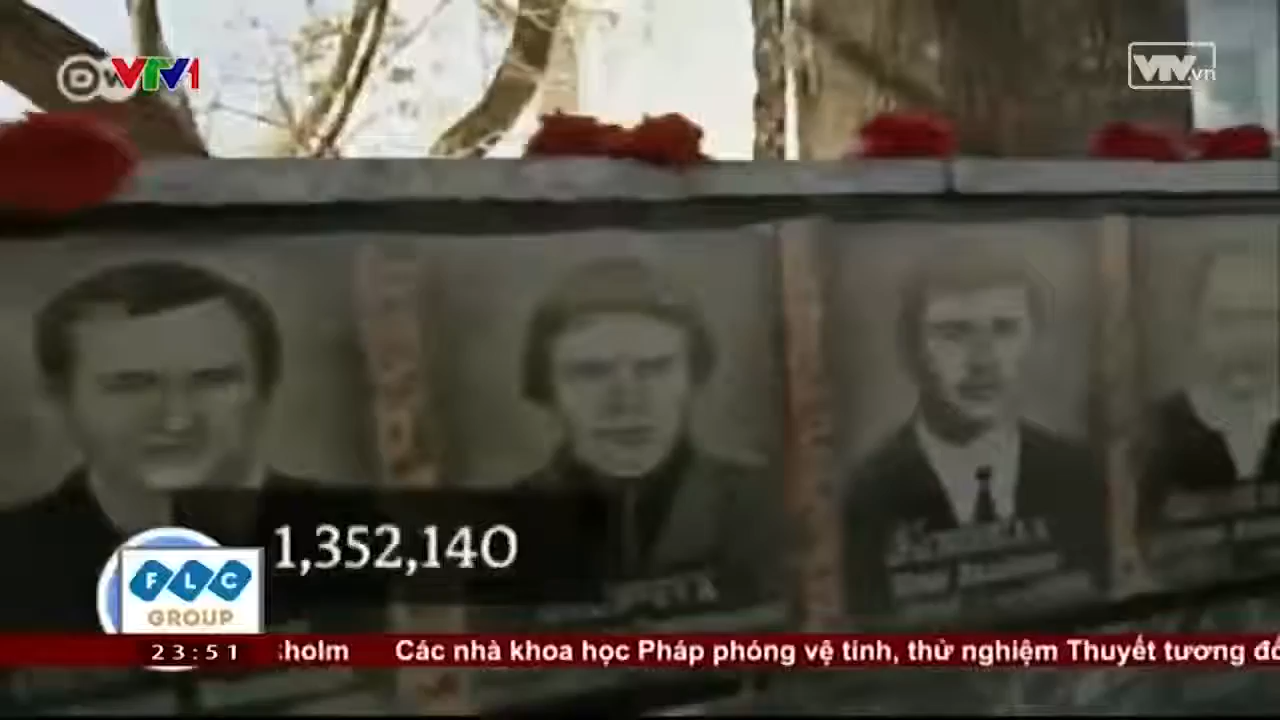 DW VTV1
VTV.vn
1,352,140
FLC
GROUP
23:51 :holm Các nhà khoa học Pháp phóng vệ tinh, thử nghiệm Thuyết tương đố